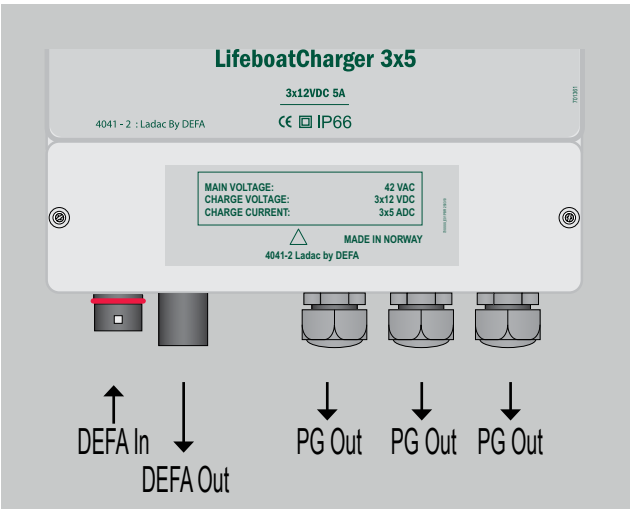 LifeboatCharger 3x5
3x12VDC 5A
701361
4041 - 2 : Ladac By DEFA
CE IP66
MAIN VOLTAGE: 42 VAC
CHARGE VOLTAGE: 3x12 VDC
CHARGE CURRENT: 3x5 ADC
MADE IN NORWAY
4041-2 Ladac by DEFA
DEFA In
DEFA Out
PG Out
PG Out
PG Out